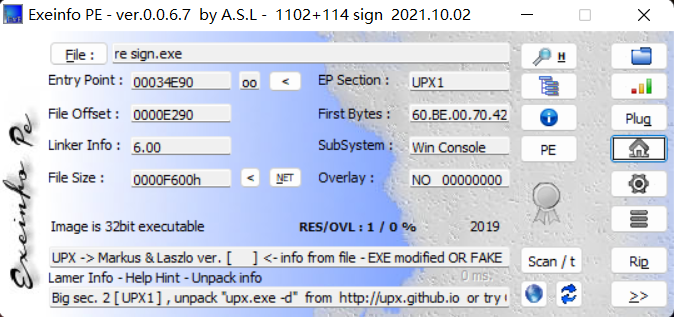 Exeinfo PE - ver.0.0.6.7 by A.S.L - 1102+114 sign 2021.10.02
File : re sign.exe H
Entry Point : 00034E90 oo < EP Section : UPX1
File Offset : 0000E290 First Bytes : 60.BE.00.70.42 Plug
Linker Info : 6.00 SubSystem : Win Console PE
File Size : 0000F600h < NET Overlay : NO 00000000
Image is 32bit executable RES/OVL : 1 / 0 % 2019
Exeinfo Pe
UPX -> Markus & Laszlo ver. [ ] <- info from file - EXE modified OR FAKE Scan / t Rip
Lamer Info - Help Hint - Unpack info 0 ms.
Big sec. 2 [ UPX1 ] , unpack "upx.exe -d" from http://upx.github.io or try >>